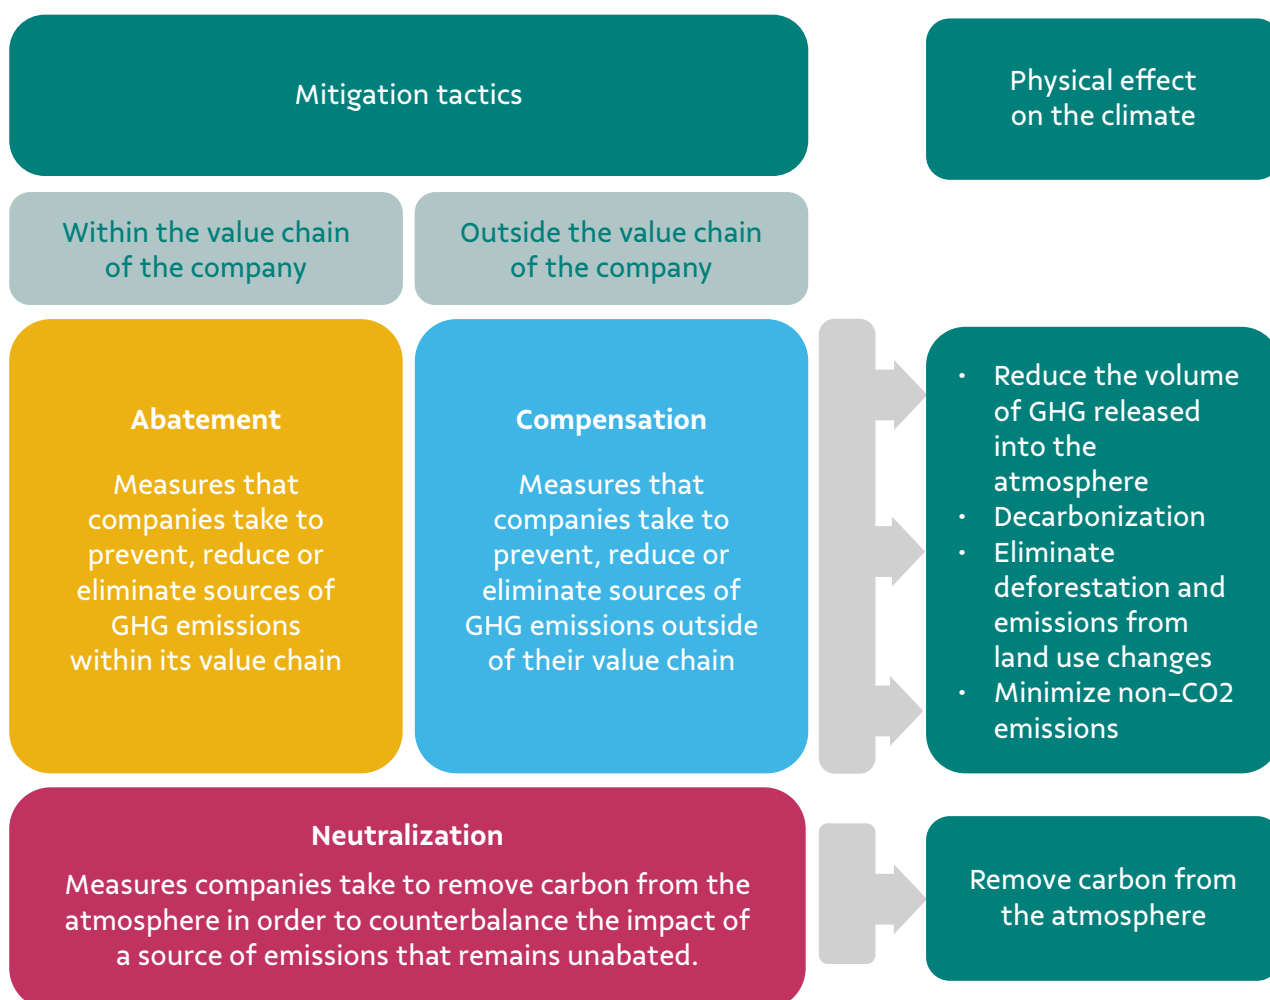 Mitigation tactics
Physical effect
on the climate
Within the value chain
of the company
Outside the value chain
of the company
Abatement
Measures that
companies take to
prevent, reduce or
eliminate sources of
GHG emissions
within its value chain
Compensation
Measures that
companies take to
prevent, reduce or
eliminate sources of
GHG emissions outside
of their value chain
• Reduce the volume
of GHG released
into the
atmosphere
• Decarbonization
• Eliminate
deforestation and
emissions from
land use changes
• Minimize non-CO2
emissions
Neutralization
Measures companies take to remove carbon from the
atmosphere in order to counterbalance the impact of
a source of emissions that remains unabated.
Remove carbon from
the atmosphere